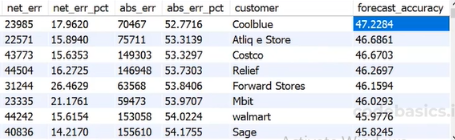 net_err net_err_pct abs_err abs_err_pct customer forecast_accuracy
23985 17.9620 70467 52.7716 Coolblue 47.2284
22571 15.8940 75711 53.3139 Atliq e Store 46.6861
43773 15.6353 149303 53.3297 Costco 46.6703
44504 16.2725 146948 53.7303 Relief 46.2697
31244 26.4629 63568 53.8406 Forward Stores 46.1594
23335 21.1761 59473 53.9707 Mbit 46.0293
44242 15.6154 153058 54.0224 walmart 45.9776
40836 14.2170 155610 54.1755 Sage 45.8245
codebasics.io